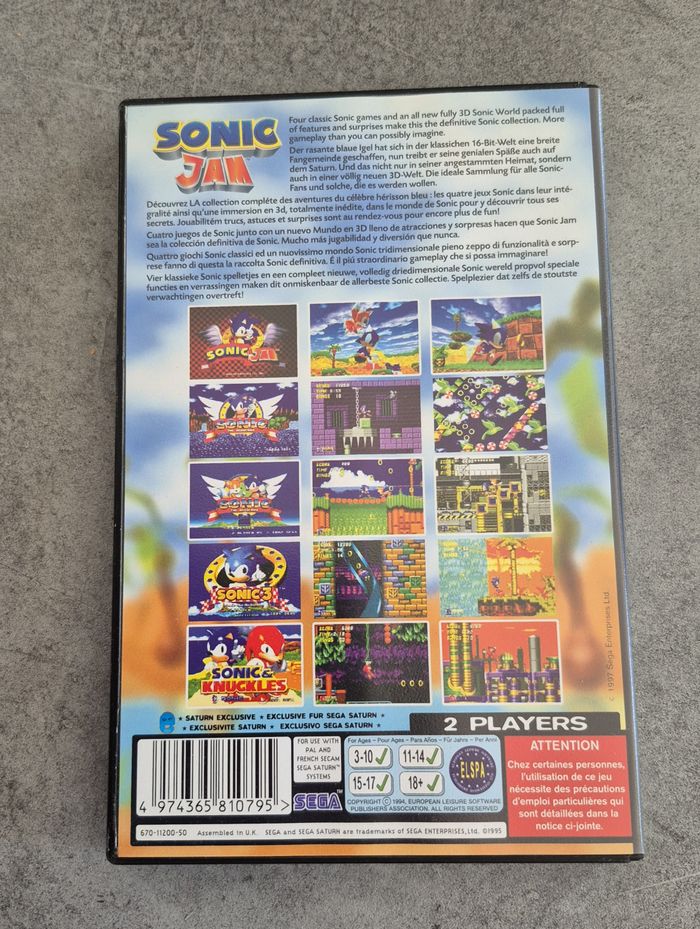 SONIC
JAM
Four classic Sonic games and an all new fully 3D Sonic World packed full
of features and surprises make this the definitive Sonic collection. More
gameplay than you can possibly imagine.
Der rasante blaue Igel hat sich in der klassichen 16-Bit-Welt eine breite
Fangemeinde geschaffen, nun treibt er seine genialen Späße auch auf
dem Saturn. Und das nicht nur in seiner angestammten Heimat, sondern
auch in einer völlig neuen 3D-Welt. Die ideale Sammlung für alle Sonic-
Fans und solche, die es werden wollen.
Découvrez LA collection complète des aventures du célèbre hérisson bleu: les quatre jeux Sonic dans leur inté-
gralité ainsi qu'une immersion en 3d, totalement inédite, dans le monde de Sonic pour y découvrir tous ses
secrets. Jouabilitém trucs, astuces et surprises sont au rendez-vous pour encore plus de fun!
Cuatro juegos de Sonic junto con un nuevo Mundo en 3D lleno de atracciones y sorpresas hacen que Sonic Jam
sea la colección definitiva de Sonic. Mucho más jugabilidad y diversión que nunca.
Quattro giochi Sonic classici ed un nuovissimo mondo Sonic tridimensionale pieno zeppo di funzionalità e sorp-
rese fanno di questa la raccolta Sonic definitiva. È il più straordinario gameplay che si possa immaginare!
Vier klassieke Sonic spelletjes en een compleet nieuwe, volledig driedimensionale Sonic wereld propvol speciale
functies en verrassingen maken dit onmiskenbaar de allerbeste Sonic collectie. Spelplezier dat zelfs de stoutste
verwachtingen overtreft!
SONIC JAM
SONIC
SONIC
SONIC 3
SONIC &
KNUCKLES
© 1997 Sega Enterprises Ltd.
★ SATURN EXCLUSIVE ★ EXCLUSIVE FUR SEGA SATURN ★
★ EXCLUSIVITE SATURN ★ EXCLUSIVO SEGA SATURN ★
2 PLAYERS
4 974365 810795 >
FOR USE WITH
PAL AND
FRENCH SECAM
SEGA SATURN™
SYSTEMS
SEGA™
For Ages - Pour Ages - Para Años - Für Jahre - Per Anni
3-10 ✓ 11-14 ✓
15-17 ✓ 18+ ✓
ELSPA
COPYRIGHT © 1994, EUROPEAN LEISURE SOFTWARE
PUBLISHERS ASSOCIATION, ALL RIGHTS RESERVED
ATTENTION
Chez certaines personnes,
l'utilisation de ce jeu
nécessite des précautions
d'emploi particulières qui
sont détaillées dans la
notice ci-jointe.
670-11200-50 Assembled in U.K. SEGA and SEGA SATURN are trademarks of SEGA ENTERPRISES, Ltd. ©1995